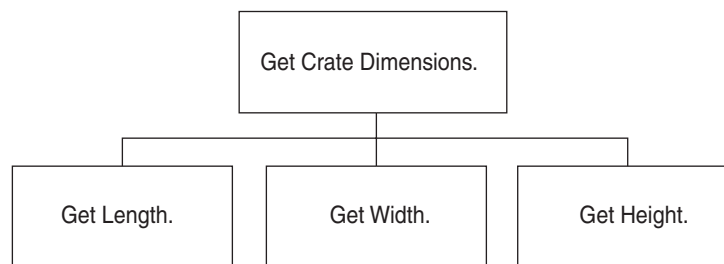 Get Crate Dimensions.
Get Length.
Get Width.
Get Height.